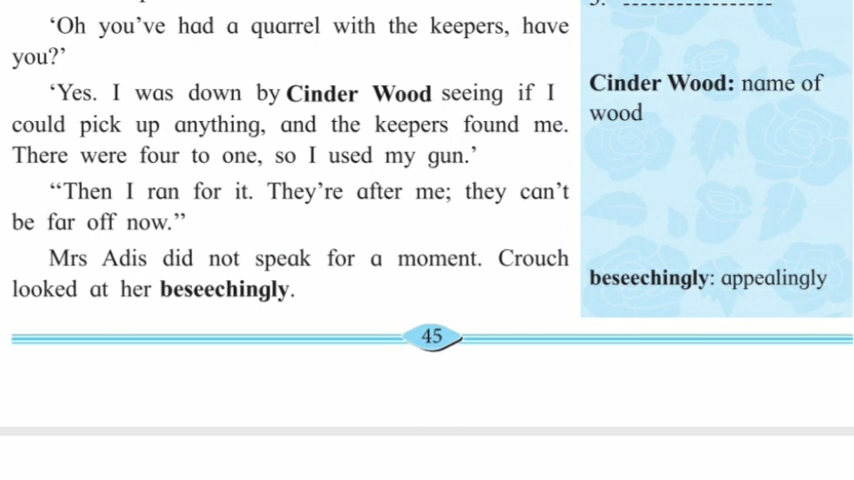 ‘Oh you’ve had a quarrel with the keepers, have
you?’
‘Yes. I was down by Cinder Wood seeing if I
could pick up anything, and the keepers found me.
There were four to one, so I used my gun.’
“Then I ran for it. They’re after me; they can’t
be far off now.”
Mrs Adis did not speak for a moment. Crouch
looked at her beseechingly.
Cinder Wood: name of
wood
beseechingly: appealingly
45